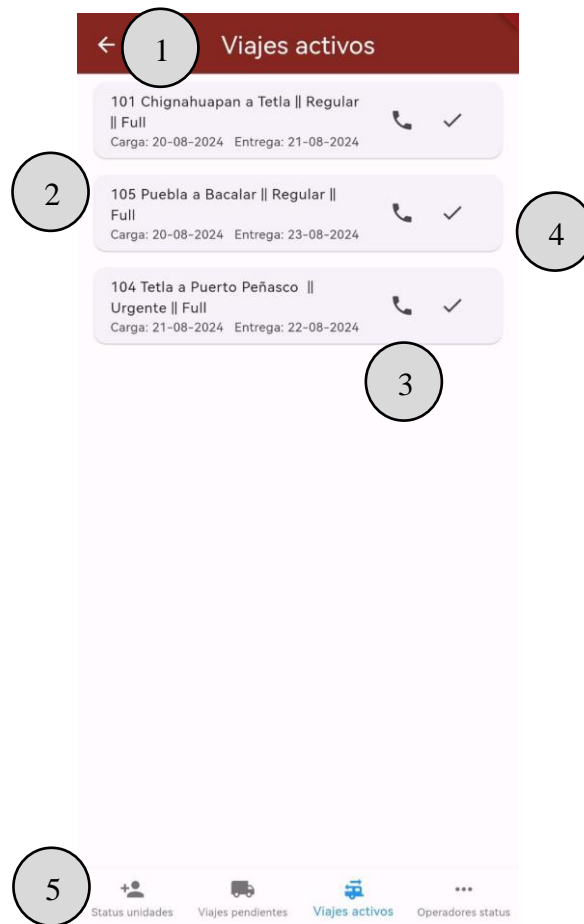 1
Viajes activos
101 Chignahuapan a Tetla || Regular
|| Full
Carga: 20-08-2024 Entrega: 21-08-2024
2
105 Puebla a Bacalar || Regular ||
Full
Carga: 20-08-2024 Entrega: 23-08-2024
4
104 Tetla a Puerto Peñasco ||
Urgente || Full
Carga: 21-08-2024 Entrega: 22-08-2024
3
5
Status unidades Viajes pendientes Viajes activos Operadores status